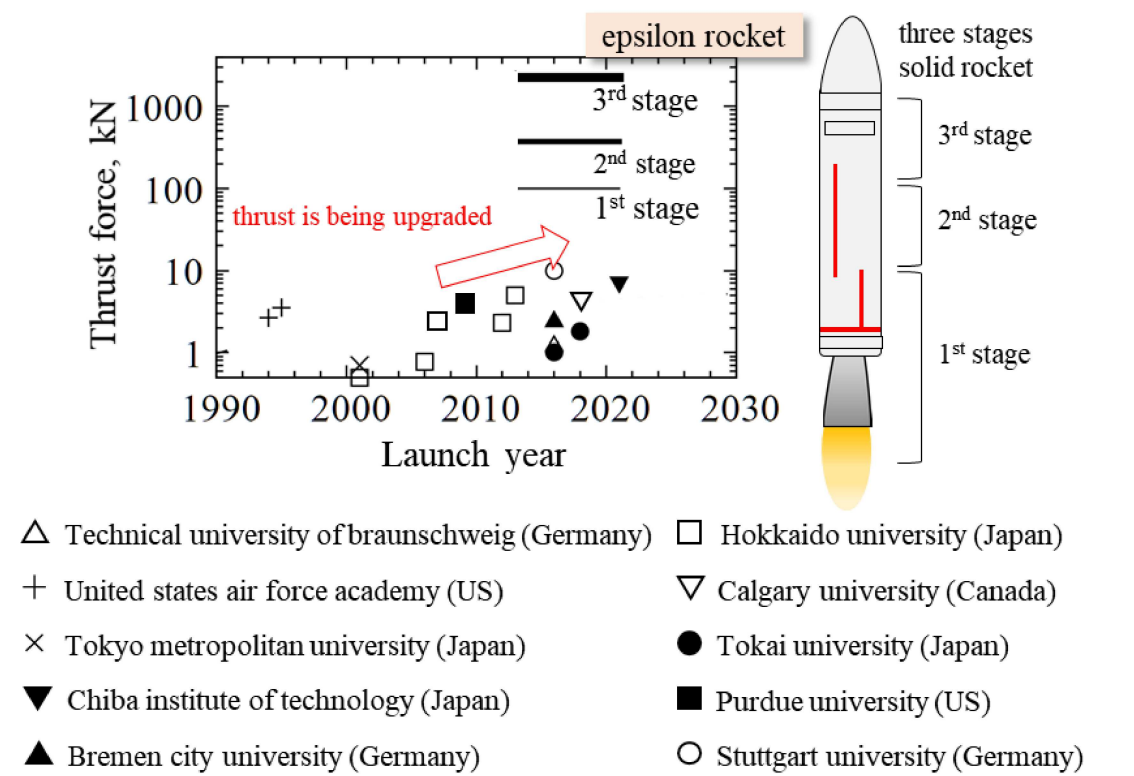 epsilon rocket
three stages
solid rocket
Thrust force, kN
1000
100
10
1
3rd stage
2nd stage
1st stage
thrust is being upgraded
1990
2000
2010
2020
2030
Launch year
3rd stage
2nd stage
1st stage
Technical university of braunschweig (Germany)
United states air force academy (US)
Tokyo metropolitan university (Japan)
Chiba institute of technology (Japan)
Bremen city university (Germany)
Hokkaido university (Japan)
Calgary university (Canada)
Tokai university (Japan)
Purdue university (US)
Stuttgart university (Germany)